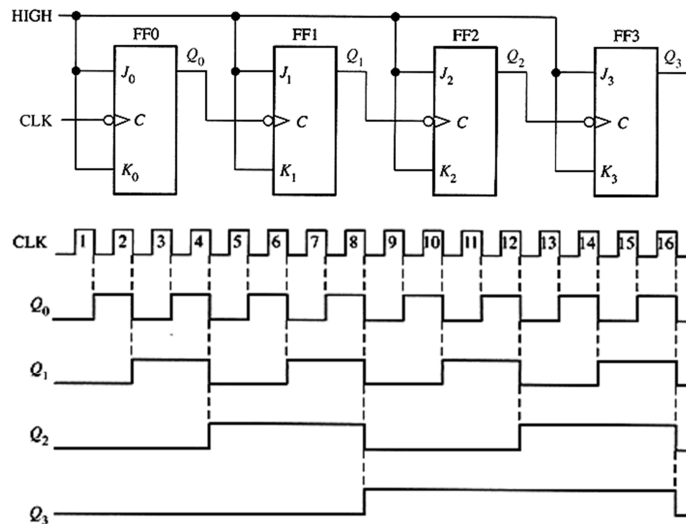 HIGH
FF0 FF1 FF2 FF3
Q0 Q1 Q2 Q3
J0 J1 J2 J3
CLK C C C C
K0 K1 K2 K3
CLK 1 2 3 4 5 6 7 8 9 10 11 12 13 14 15 16
Q0
Q1
Q2
Q3